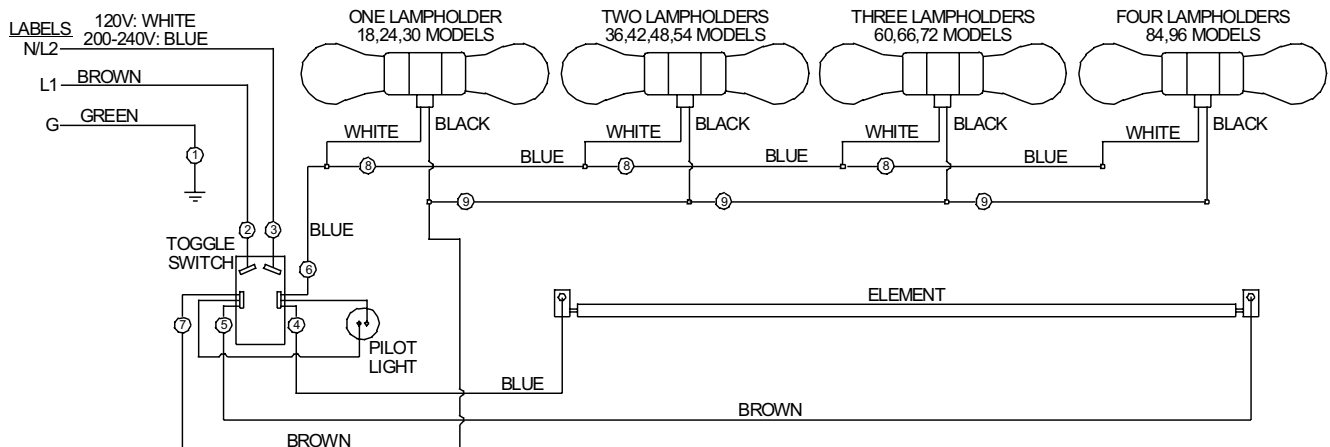 LABELS
120V: WHITE
200-240V: BLUE
N/L2
L1
BROWN
G
GREEN
1
ONE LAMPHOLDER
18,24,30 MODELS
TWO LAMPHOLDERS
36,42,48,54 MODELS
THREE LAMPHOLDERS
60,66,72 MODELS
FOUR LAMPHOLDERS
84,96 MODELS
WHITE
BLACK
WHITE
BLACK
WHITE
BLACK
WHITE
BLACK
8
BLUE
8
BLUE
8
BLUE
9
9
9
2
3
BLUE
TOGGLE
SWITCH
6
7
5
4
PILOT
LIGHT
ELEMENT
BLUE
BROWN
BROWN